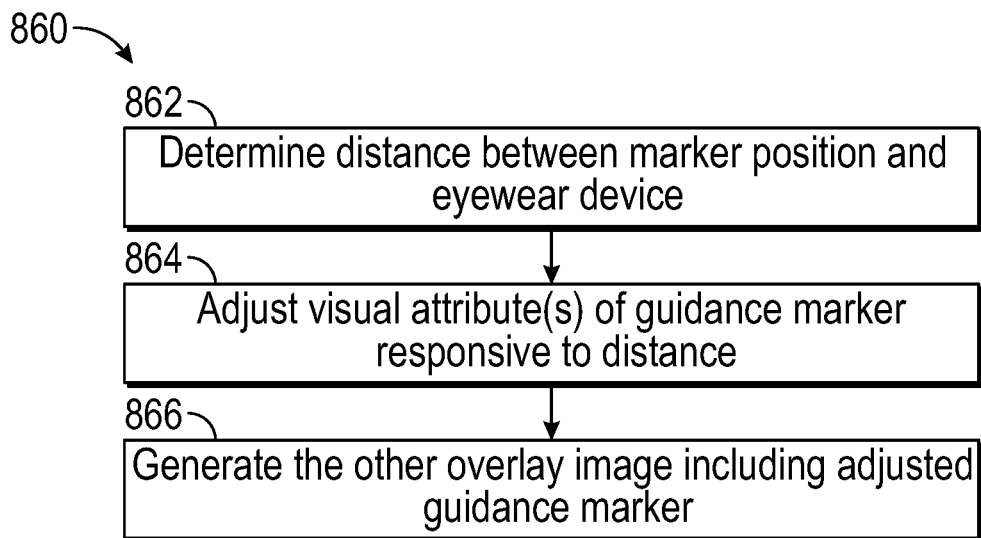 860
862
Determine distance between marker position and
eyewear device
864
Adjust visual attribute(s) of guidance marker
responsive to distance
866
Generate the other overlay image including adjusted
guidance marker